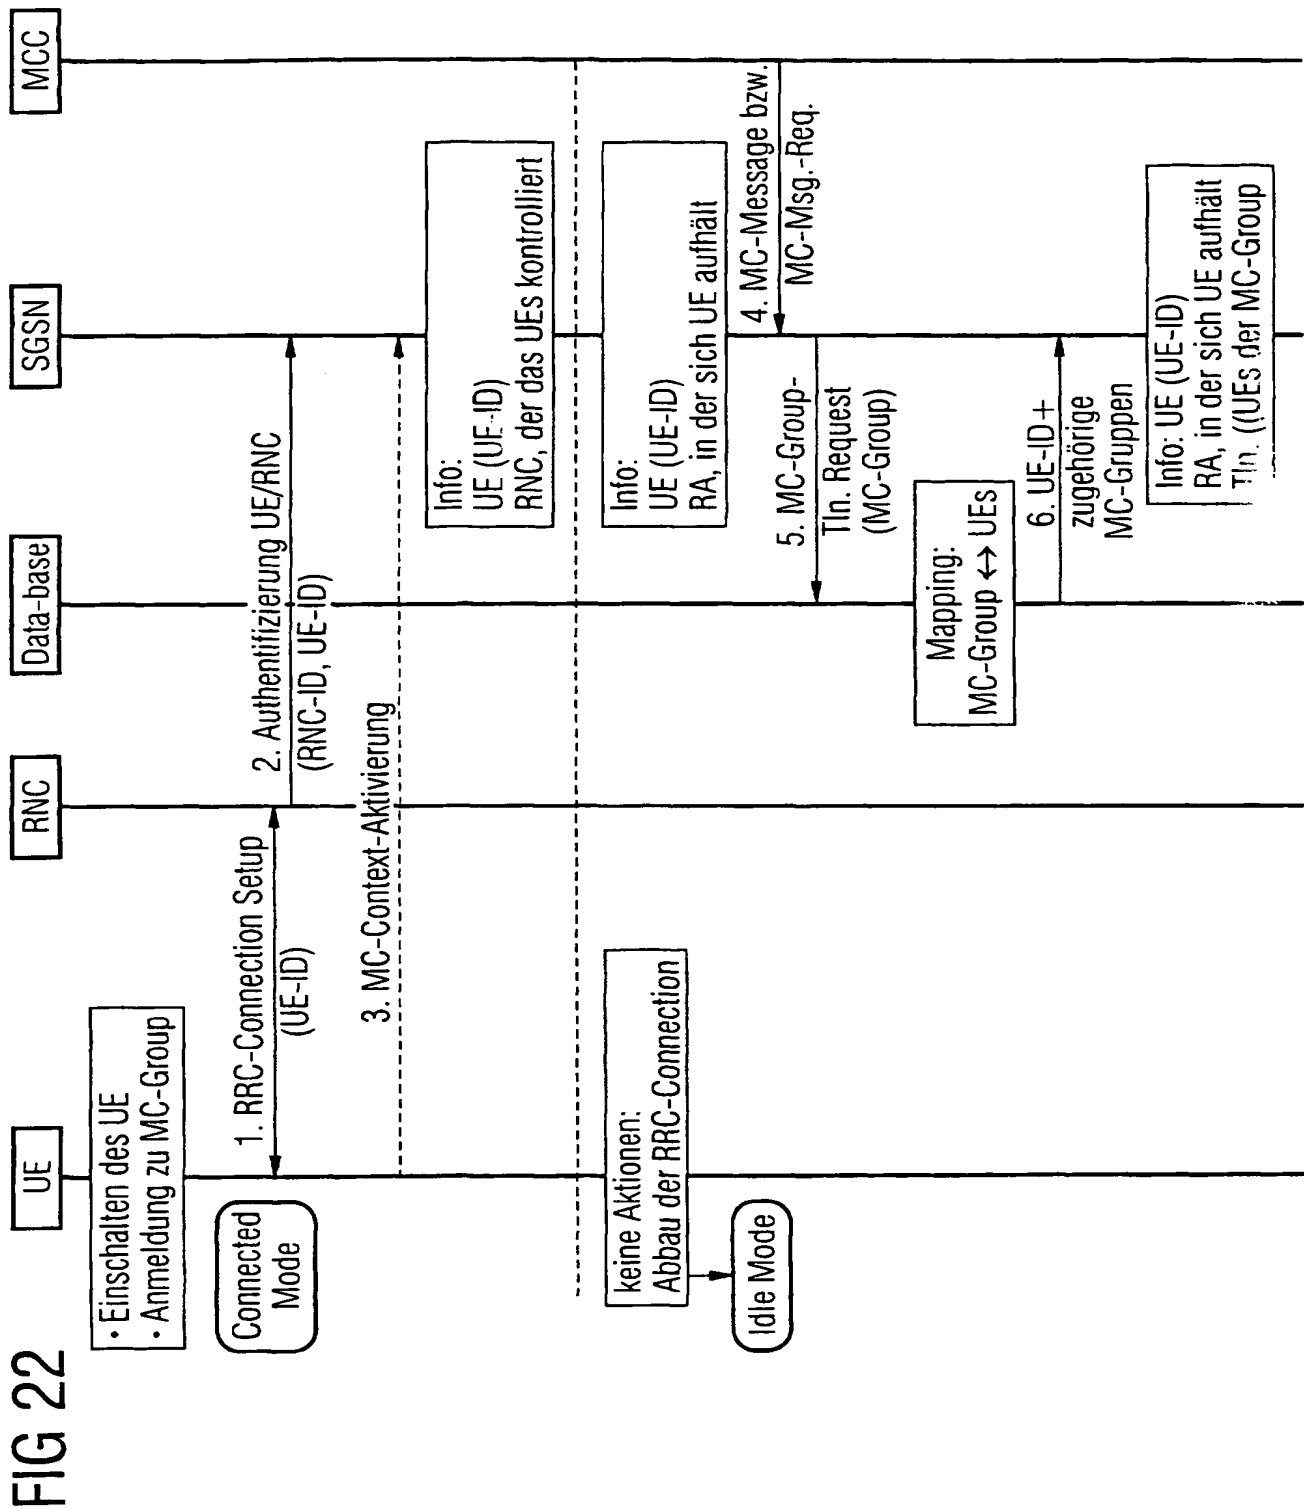 FIG 22
UE
RNC
Data-base
SGSN
MCC
• Einschalten des UE
• Anmeldung zu MC-Group
Connected
Mode
1. RRC-Connection Setup
(UE-ID)
2. Authentifizierung UE/RNC
(RNC-ID, UE-ID)
3. MC-Context-Aktivierung
Info:
UE (UE-ID)
RNC, der das UEs kontrolliert
keine Aktionen:
Abbau der RRC-Connection
Idle Mode
Info:
UE (UE-ID)
RA, in der sich UE aufhält
4. MC-Message bzw.
MC-Msg.-Req.
5. MC-Group-
Tln. Request
(MC-Group)
Mapping:
MC-Group ↔ UEs
6. UE-ID+
zugehörige
MC-Gruppen
Info: UE (UE-ID)
RA, in der sich UE aufhält
Tln. ((UEs der MC-Group